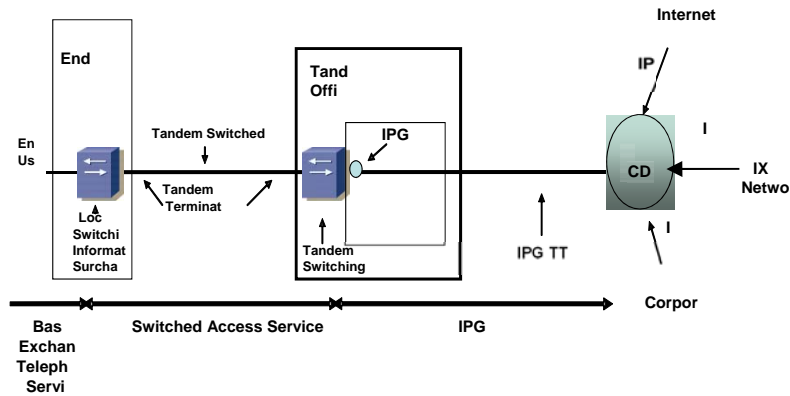 Internet
End
IP
Tand
Offi
En
Us
Tandem Switched
IPG
I
CD
IX
Netwo
Tandem
Terminat
Loc
Switchi
Informat
Surcha
Tandem
Switching
IPG TT
I
Corpor
Bas
Exchan
Teleph
Servi
Switched Access Service
IPG